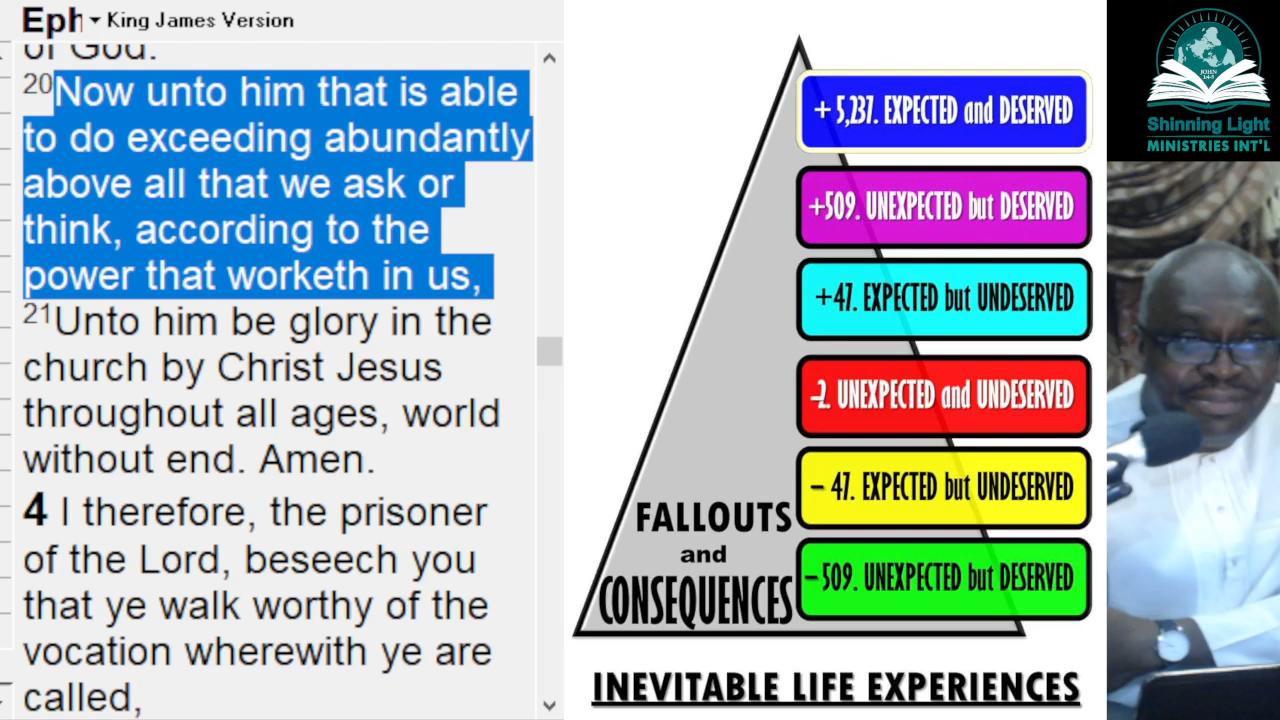 Eph
King James Version
of God.
20Now unto him that is able
to do exceeding abundantly
above all that we ask or
think, according to the
power that worketh in us,
21Unto him be glory in the
church by Christ Jesus
throughout all ages, world
without end. Amen.
4 I therefore, the prisoner
of the Lord, beseech you
that ye walk worthy of the
vocation wherewith ye are
called,
+ 5,237. EXPECTED and DESERVED
+509. UNEXPECTED but DESERVED
+47. EXPECTED but UNDESERVED
-2. UNEXPECTED and UNDESERVED
– 47. EXPECTED but UNDESERVED
– 509. UNEXPECTED but DESERVED
FALLOUTS
and
CONSEQUENCES
INEVITABLE LIFE EXPERIENCES
JOHN
1:4-5
Shinning Light
MINISTRIES INT'L